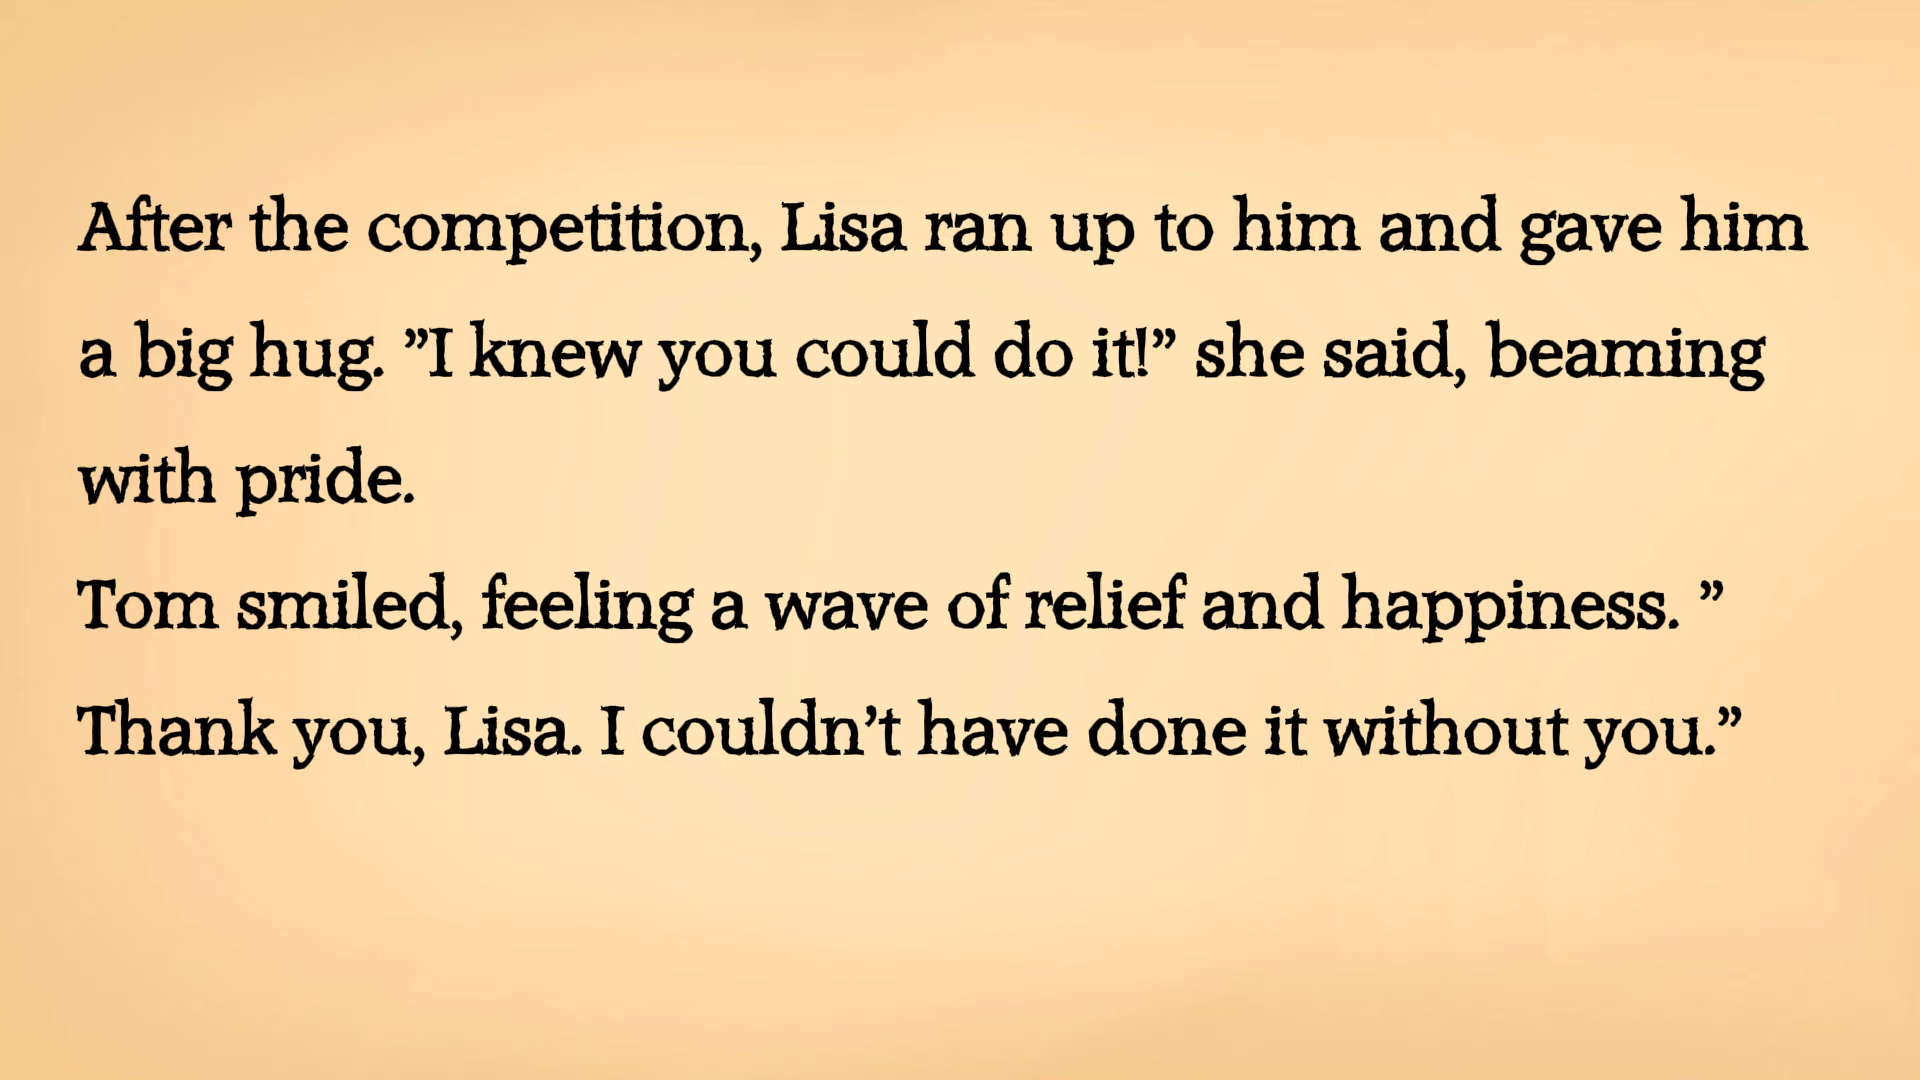 After the competition, Lisa ran up to him and gave him
a big hug. ”I knew you could do it!” she said, beaming
with pride.
Tom smiled, feeling a wave of relief and happiness. ”
Thank you, Lisa. I couldn’t have done it without you.”